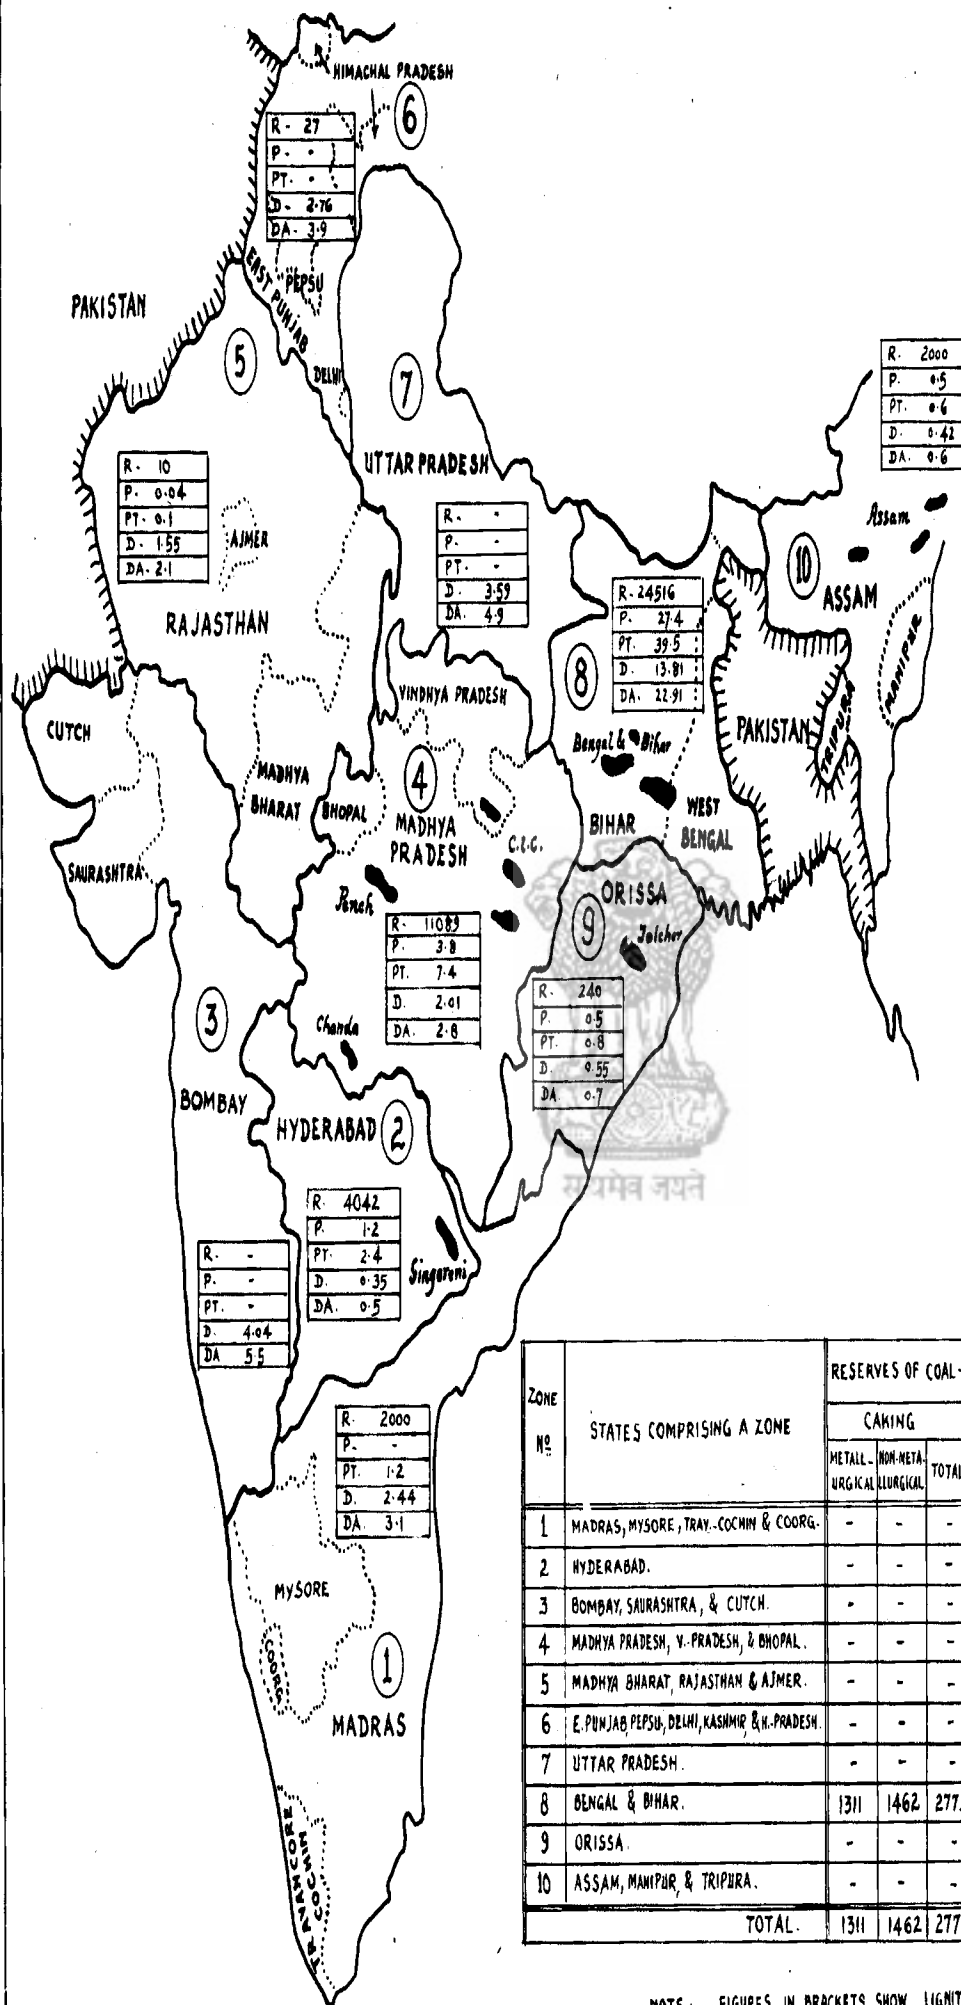 HIMACHAL PRADESH
6
R - 27
P. -
PT. -
D - 2.76
DA - 3.9
EAST PUNJAB
"PEPSU
PAKISTAN
5
DELHI
7
UTTAR PRADESH
R. 2000
P. 0.5
PT. 0.6
D. 0.42
DA. 0.6
R - 10
P. 0.04
PT. 0.1
D - 1.55
DA - 2.1
AJMER
RAJASTHAN
R. -
P. -
PT. -
D. 3.59
DA. 4.9
Assam
10
ASSAM
MANIPUR
R - 24516
P. 27.4
PT. 39.5
D. 13.81
DA. 22.91
8
VINDHYA PRADESH
CUTCH
Bengal & Bihar
PAKISTAN
TRIPURA
MADHYA
BHARAT
BHOPAL
4
MADHYA
PRADESH
BIHAR
WEST
BENGAL
SAURASHTRA
C.I.C.
Pench
ORISSA
9
Talcher
R - 11089
P. 3.8
PT. 7.4
D. 2.01
DA. 2.8
R. 240
P. 0.5
PT. 0.8
D. 0.55
DA. 0.7
3
Chanda
BOMBAY
HYDERABAD
2
सत्यमेव जयते
R. 4042
P. 1.2
PT. 2.4
D. 0.35
DA. 0.5
Singareni
R. -
P. -
PT. -
D. 4.04
DA 5.5
R. 2000
P. -
PT. 1.2
D. 2.44
DA. 3.1
MYSORE
COORG
1
MADRAS
TRAVANCORE
COCHIN
ZONE Nº STATES COMPRISING A ZONE RESERVES OF COAL-
CAKING
METALL-URGICAL NON-META-LLURGICAL TOTAL
1 MADRAS, MYSORE, TRAV.-COCHIN & COORG. - - -
2 HYDERABAD. - - -
3 BOMBAY, SAURASHTRA, & CUTCH. - - -
4 MADHYA PRADESH, V.-PRADESH, & BHOPAL. - - -
5 MADHYA BHARAT, RAJASTHAN & AJMER. - - -
6 E.PUNJAB, PEPSU, DELHI, KASHMIR, & H.-PRADESH. - - -
7 UTTAR PRADESH. - - -
8 BENGAL & BIHAR. 1311 1462 277
9 ORISSA. - - -
10 ASSAM, MANIPUR, & TRIPURA. - - -
TOTAL. 1311 1462 277
NOTE. FIGURES IN BRACKETS SHOW LIGNIT